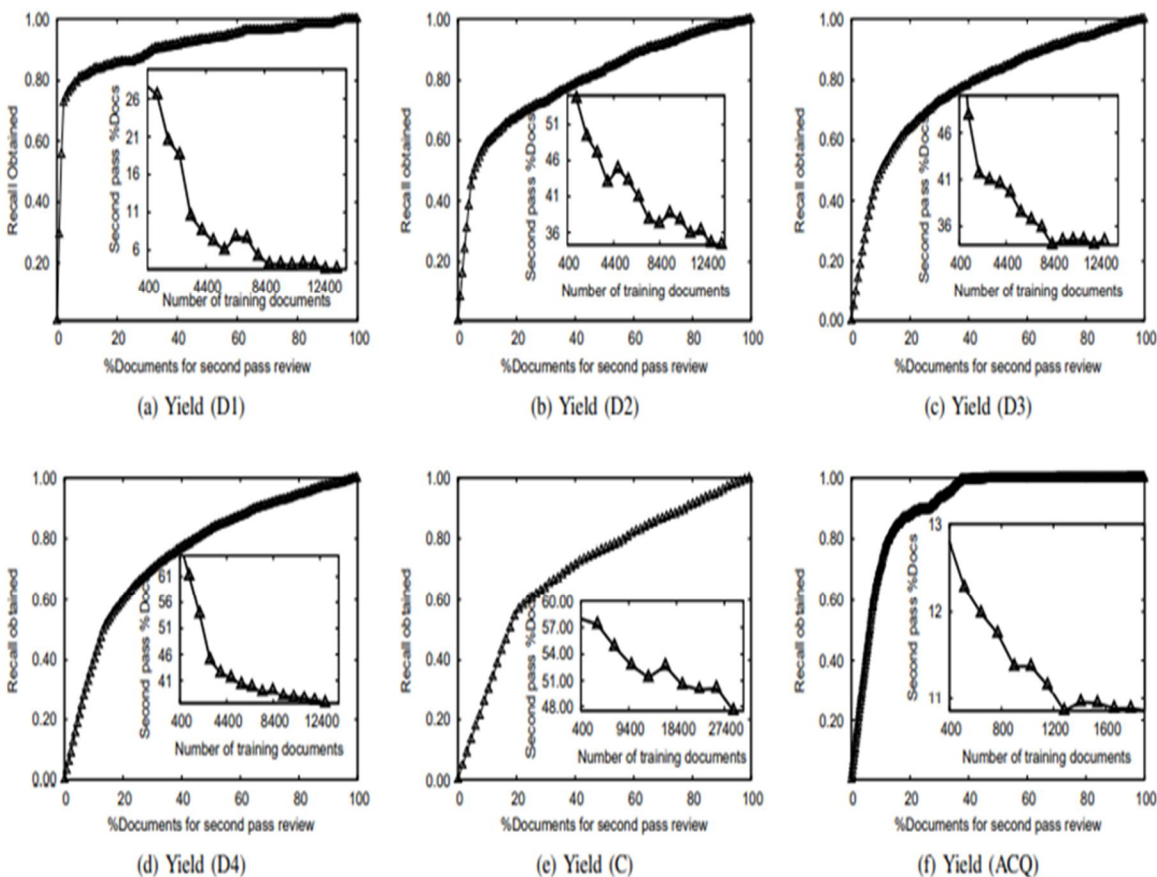 1.00
0.80
0.60
0.40
0.20
Recall Obtained
26
21
16
11
6
Second pass %Docs
400 4400 8400 12400
Number of training documents
0 20 40 60 80 100
%Documents for second pass review
(a) Yield (D1)
1.00
0.80
0.60
0.40
0.20
Recall obtained
51
46
41
36
Second pass %Docs
400 4400 8400 12400
Number of training documents
0 20 40 60 80 100
%Documents for second pass review
(b) Yield (D2)
1.00
0.80
0.60
0.40
0.20
0.00
Recall obtained
46
41
36
Second pass %Docs
400 4400 8400 12400
Number of training documents
0 20 40 60 80 100
%Documents for second pass review
(c) Yield (D3)
1.00
0.80
0.60
0.40
0.20
0.00
Recall obtained
61
56
51
46
41
Second pass %Docs
400 4400 8400 12400
Number of training documents
0 20 40 60 80 100
%Documents for second pass review
(d) Yield (D4)
1.00
0.80
0.60
0.40
0.20
0.00
Recall obtained
60.00
57.00
54.00
51.00
48.00
Second pass %Docs
400 9400 18400 27400
Number of training documents
0 20 40 60 80 100
%Documents for second pass review
(e) Yield (C)
1.00
0.80
0.60
0.40
0.20
Recall obtained
13
12
11
Second pass %Docs
400 800 1200 1600
Number of training documents
0 20 40 60 80 100
%Documents for second pass review
(f) Yield (ACQ)